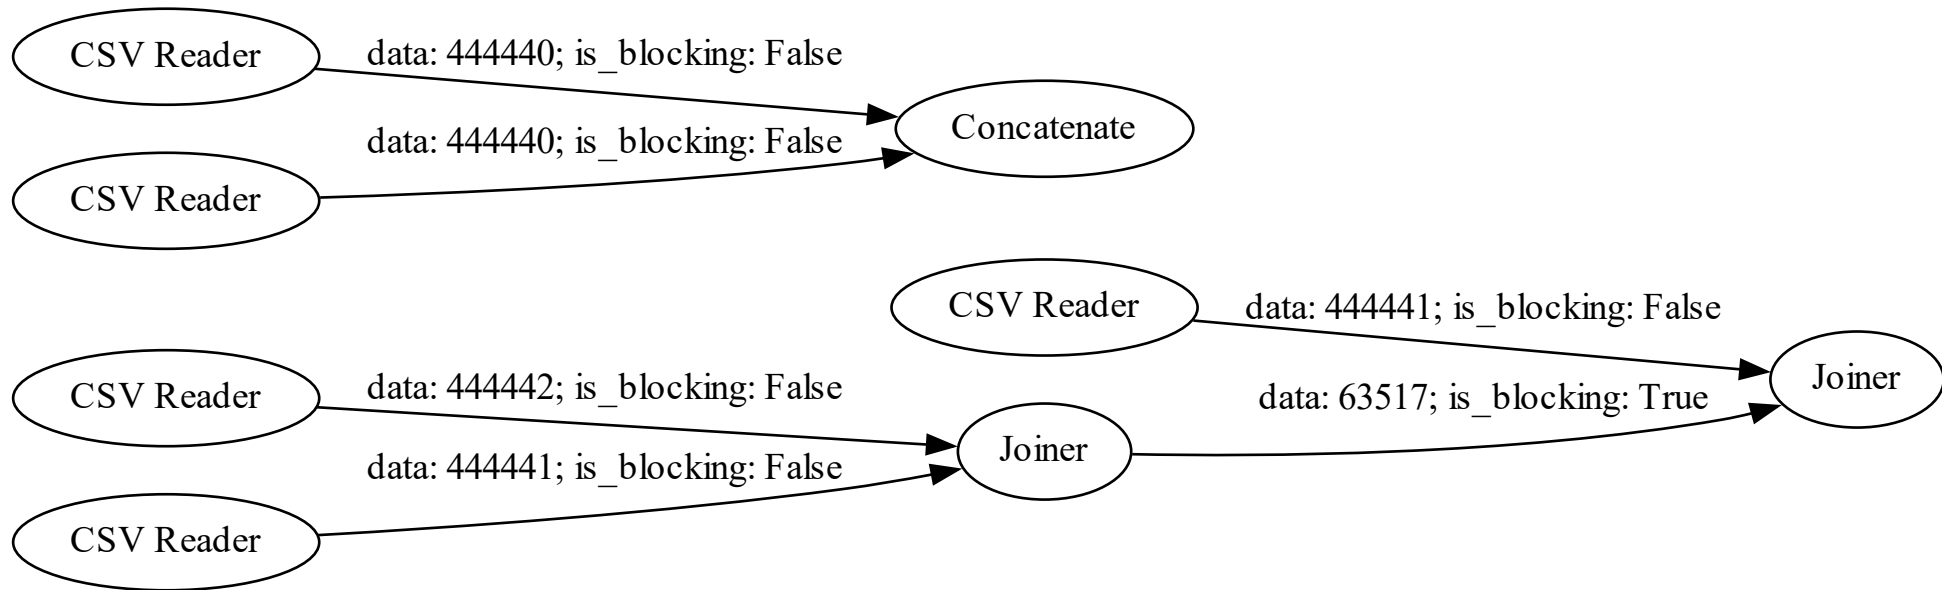 CSV Reader
data: 444440; is_blocking: False
Concatenate
data: 444440; is_blocking: False
CSV Reader
CSV Reader
data: 444441; is_blocking: False
Joiner
CSV Reader
data: 444442; is_blocking: False
data: 63517; is_blocking: True
Joiner
data: 444441; is_blocking: False
CSV Reader